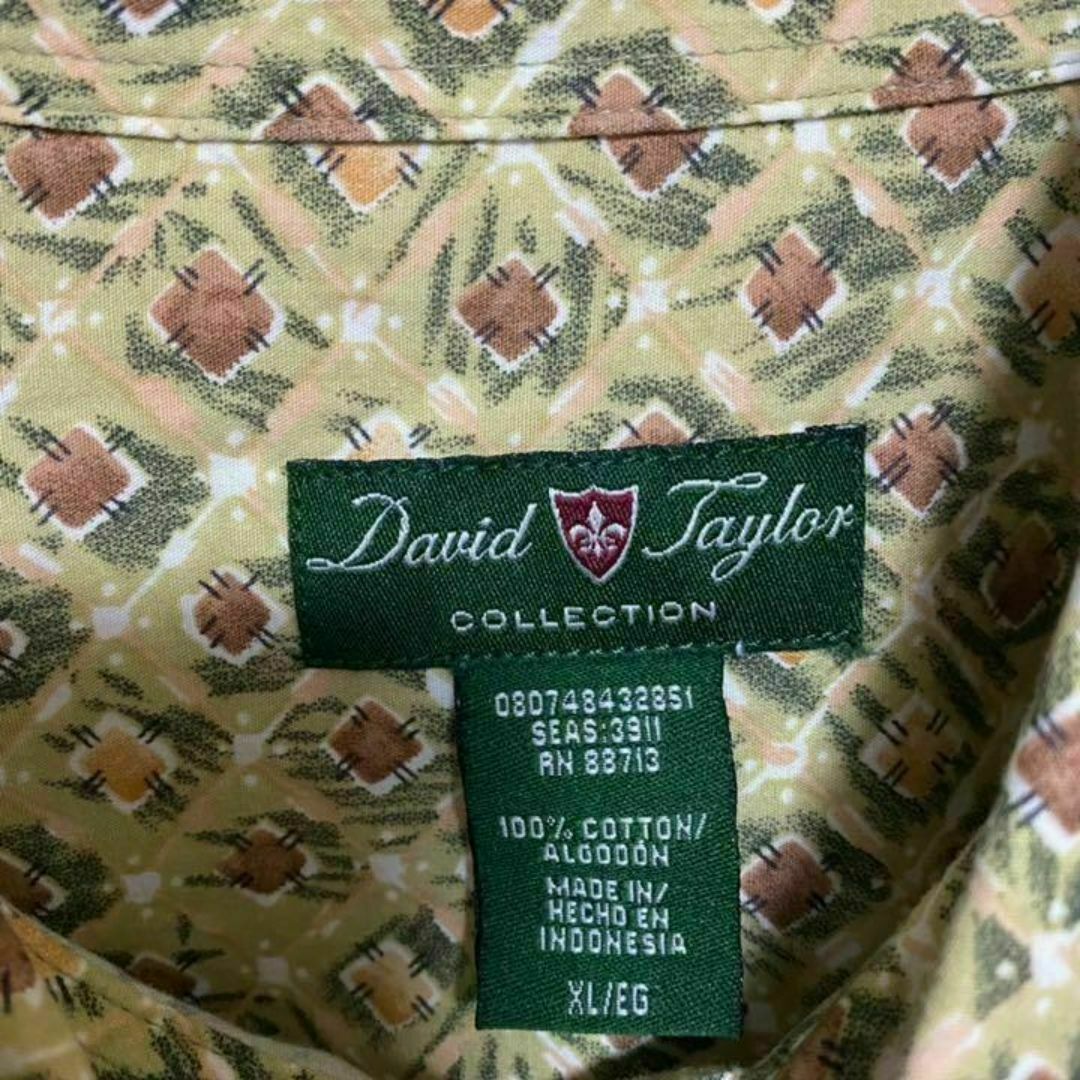 David Taylor
COLLECTION
080748432851
SEAS:3911
RN 88713
100% COTTON/
ALGODÓN
MADE IN/
HECHO EN
INDONESIA
XL/EG